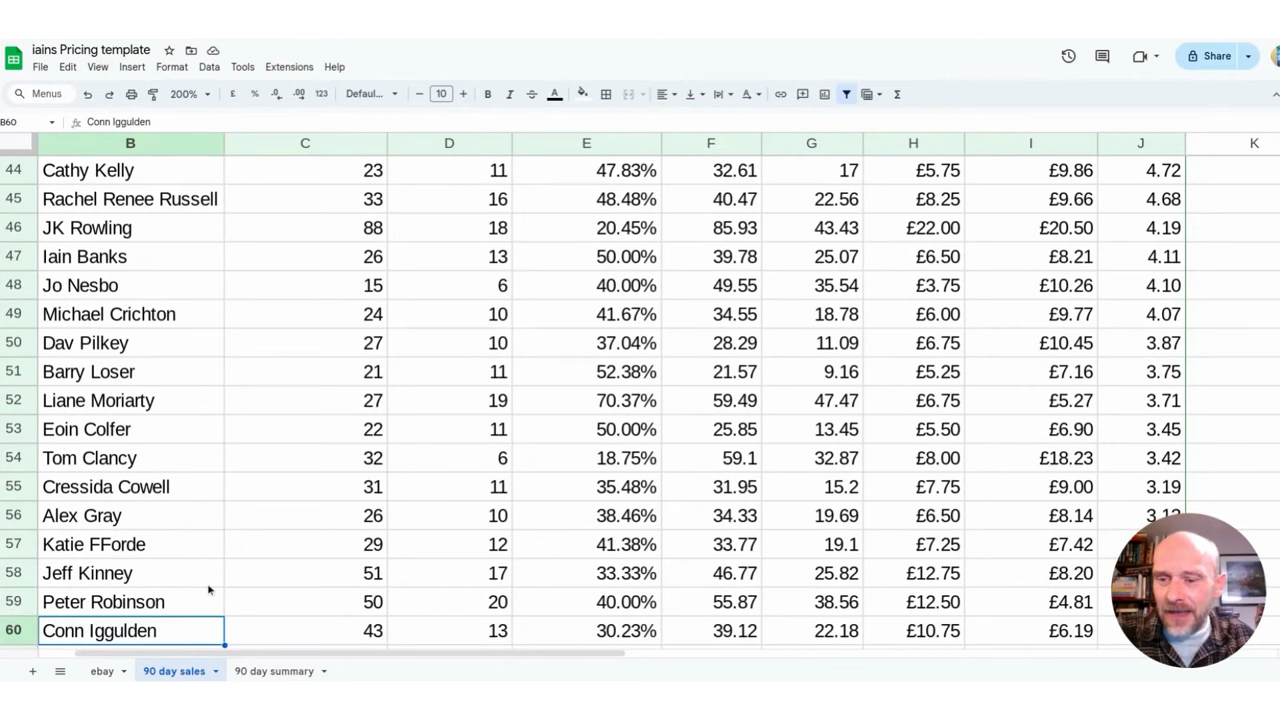 iains Pricing template
File Edit View Insert Format Data Tools Extensions Help
Share
Menus 200% £ % .0 .00 123 Defaul... 10 B I A Σ
B60 fx Conn Iggulden
B C D E F G H I J K
44 Cathy Kelly 23 11 47.83% 32.61 17 £5.75 £9.86 4.72
45 Rachel Renee Russell 33 16 48.48% 40.47 22.56 £8.25 £9.66 4.68
46 JK Rowling 88 18 20.45% 85.93 43.43 £22.00 £20.50 4.19
47 Iain Banks 26 13 50.00% 39.78 25.07 £6.50 £8.21 4.11
48 Jo Nesbo 15 6 40.00% 49.55 35.54 £3.75 £10.26 4.10
49 Michael Crichton 24 10 41.67% 34.55 18.78 £6.00 £9.77 4.07
50 Dav Pilkey 27 10 37.04% 28.29 11.09 £6.75 £10.45 3.87
51 Barry Loser 21 11 52.38% 21.57 9.16 £5.25 £7.16 3.75
52 Liane Moriarty 27 19 70.37% 59.49 47.47 £6.75 £5.27 3.71
53 Eoin Colfer 22 11 50.00% 25.85 13.45 £5.50 £6.90 3.45
54 Tom Clancy 32 6 18.75% 59.1 32.87 £8.00 £18.23 3.42
55 Cressida Cowell 31 11 35.48% 31.95 15.2 £7.75 £9.00 3.19
56 Alex Gray 26 10 38.46% 34.33 19.69 £6.50 £8.14
57 Katie FForde 29 12 41.38% 33.77 19.1 £7.25 £7.42
58 Jeff Kinney 51 17 33.33% 46.77 25.82 £12.75 £8.20
59 Peter Robinson 50 20 40.00% 55.87 38.56 £12.50 £4.81
60 Conn Iggulden 43 13 30.23% 39.12 22.18 £10.75 £6.19
+ ebay 90 day sales 90 day summary